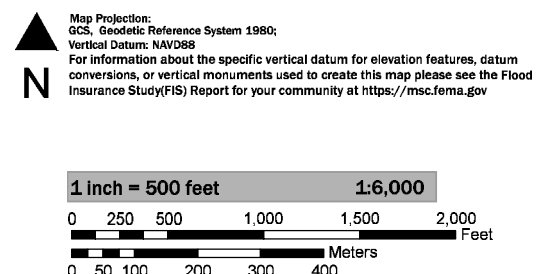 Map Projection:
GCS, Geodetic Reference System 1980;
Vertical Datum: NAVD88
For information about the specific vertical datum for elevation features, datum
conversions, or vertical monuments used to create this map please see the Flood
Insurance Study(FIS) Report for your community at https://msc.fema.gov
N
1 inch = 500 feet 1:6,000
0 250 500 1,000 1,500 2,000
Feet
Meters
0 50 100 200 300 400